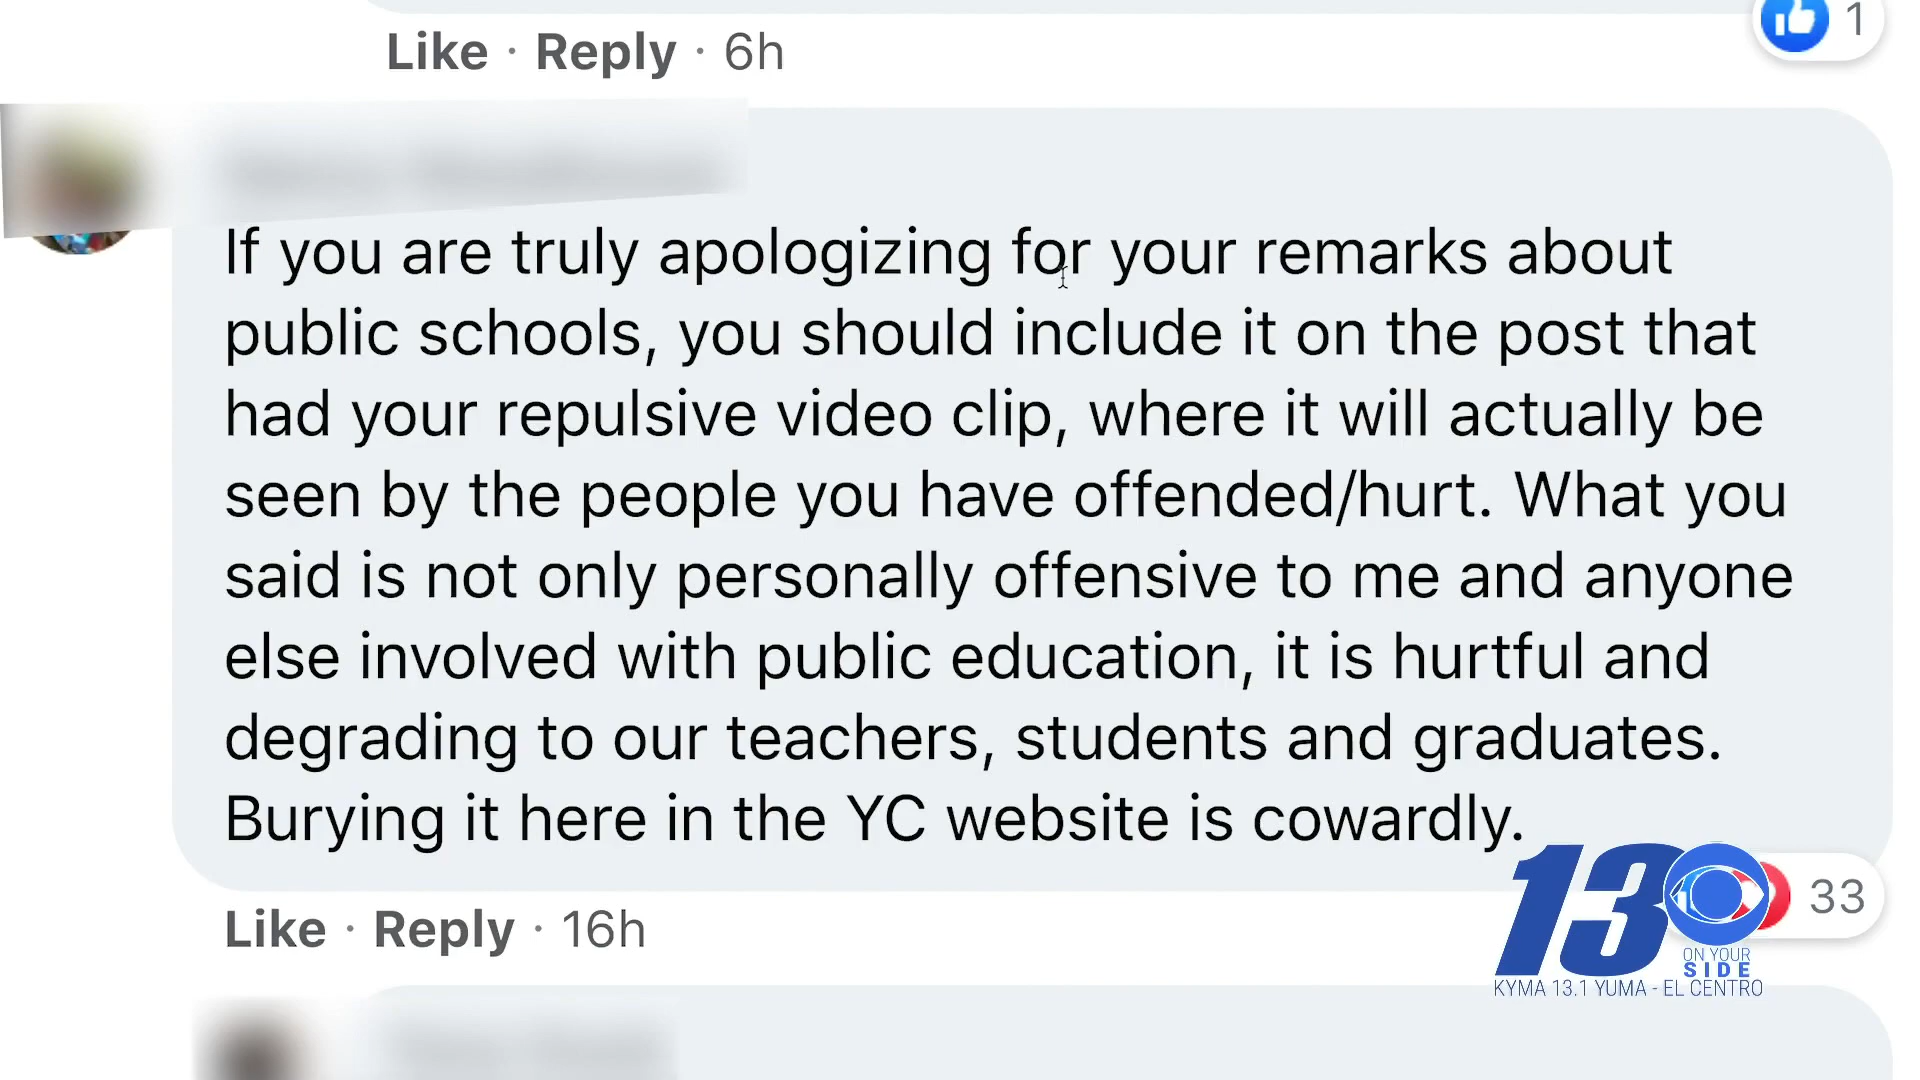 Like · Reply · 6h
1
If you are truly apologizing for your remarks about
public schools, you should include it on the post that
had your repulsive video clip, where it will actually be
seen by the people you have offended/hurt. What you
said is not only personally offensive to me and anyone
else involved with public education, it is hurtful and
degrading to our teachers, students and graduates.
Burying it here in the YC website is cowardly.
Like · Reply · 16h
33
13
ON YOUR
SIDE
KYMA 13.1 YUMA - EL CENTRO